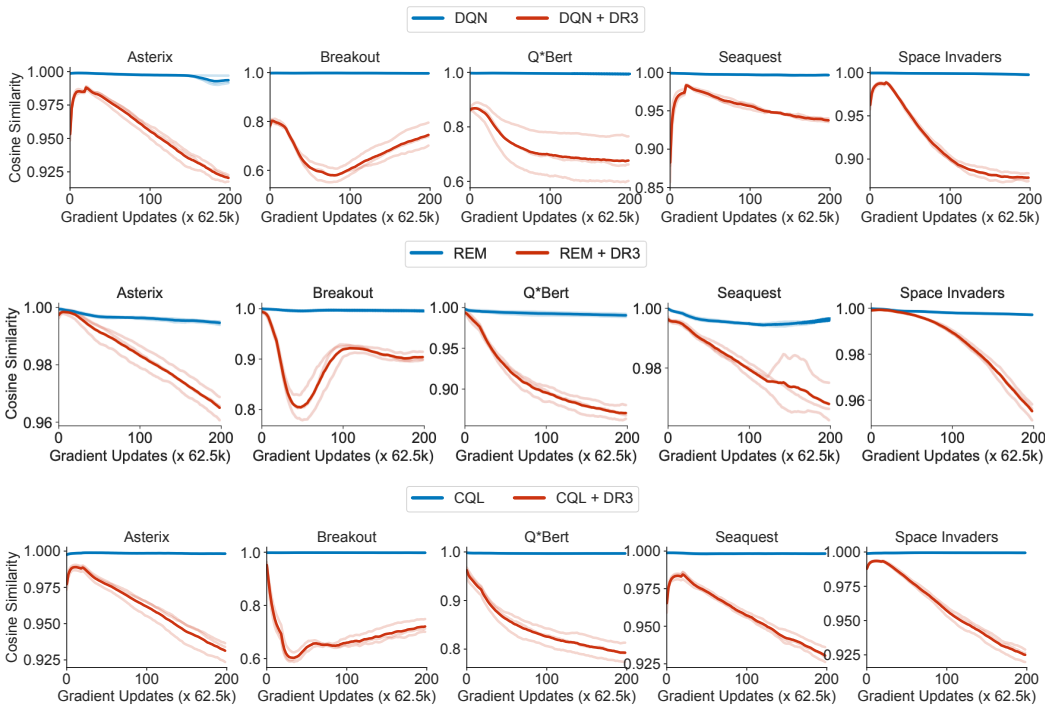 DQN DQN + DR3
Asterix Breakout Q*Bert Seaquest Space Invaders
Cosine Similarity
1.000 0.975 0.950 0.925
1.0 0.8 0.6
1.0 0.8 0.6
1.00 0.95 0.90 0.85
1.00 0.95 0.90
0 100 200 0 100 200 0 100 200 0 100 200 0 100 200
Gradient Updates (x 62.5k) Gradient Updates (x 62.5k) Gradient Updates (x 62.5k) Gradient Updates (x 62.5k) Gradient Updates (x 62.5k)
REM REM + DR3
Asterix Breakout Q*Bert Seaquest Space Invaders
Cosine Similarity
1.00 0.98 0.96
1.0 0.9 0.8
1.00 0.95 0.90
1.00 0.98
1.00 0.98 0.96
0 100 200 0 100 200 0 100 200 0 100 200 0 100 200
Gradient Updates (x 62.5k) Gradient Updates (x 62.5k) Gradient Updates (x 62.5k) Gradient Updates (x 62.5k) Gradient Updates (x 62.5k)
CQL CQL + DR3
Asterix Breakout Q*Bert Seaquest Space Invaders
Cosine Similarity
1.000 0.975 0.950 0.925
1.0 0.8 0.6
1.0 0.9 0.8
1.000 0.975 0.950 0.925
1.000 0.975 0.950 0.925
0 100 200 0 100 200 0 100 200 0 100 200 0 100 200
Gradient Updates (x 62.5k) Gradient Updates (x 62.5k) Gradient Updates (x 62.5k) Gradient Updates (x 62.5k) Gradient Updates (x 62.5k)